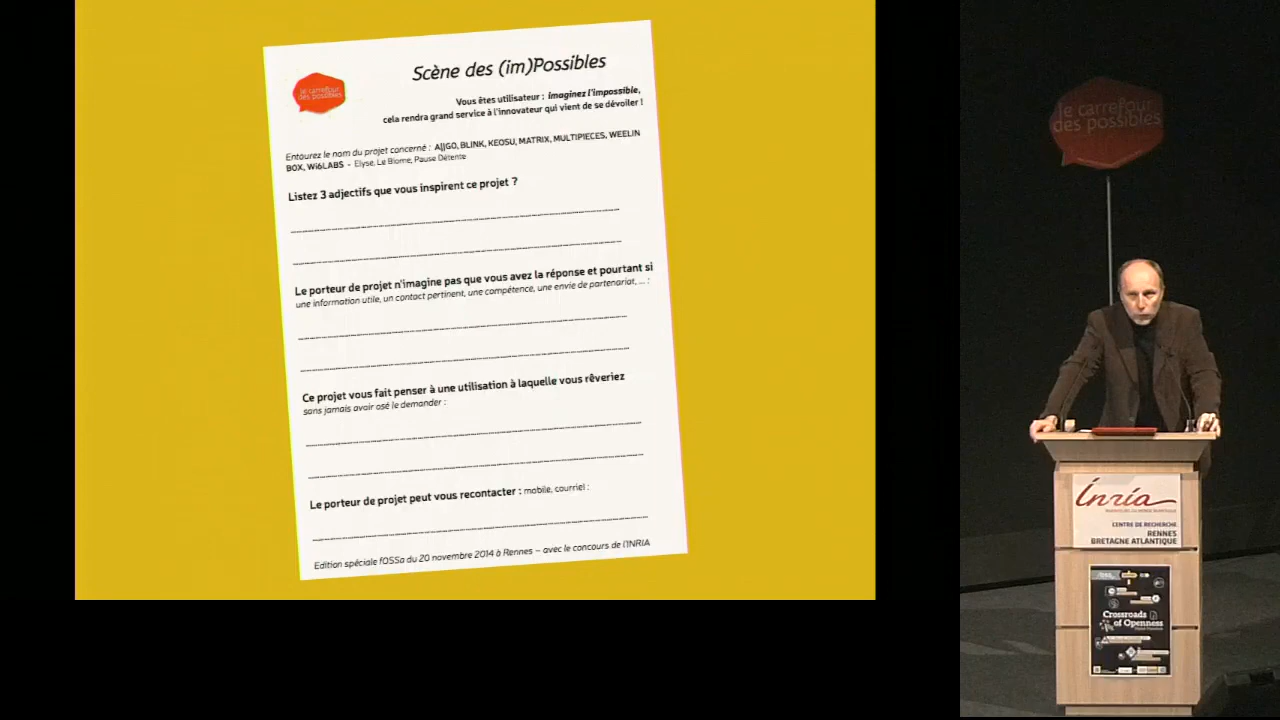 Scène des (im)Possibles
le carrefour
des possibles
Vous êtes utilisateur : imaginez l'impossible,
cela rendra grand service à l'innovateur qui vient de se dévoiler !
Entourez le nom du projet concerné : A||GO, BLINK, KEOSU, MATRIX, MULTIPIECES, WEELIN
BOX, Wi6LABS - Elyse, Le Biome, Pause Détente
Listez 3 adjectifs que vous inspirent ce projet ?
Le porteur de projet n'imagine pas que vous avez la réponse et pourtant si
une information utile, un contact pertinent, une compétence, une envie de partenariat, ... :
Ce projet vous fait penser à une utilisation à laquelle vous rêveriez
sans jamais avoir osé le demander :
Le porteur de projet peut vous recontacter : mobile, courriel :
Edition spéciale fOSSa du 20 novembre 2014 à Rennes – avec le concours de l'INRIA
le carrefour
des possibles
Inria
CENTRE DE RECHERCHE
RENNES
BRETAGNE ATLANTIQUE
Crossroads
of Openness